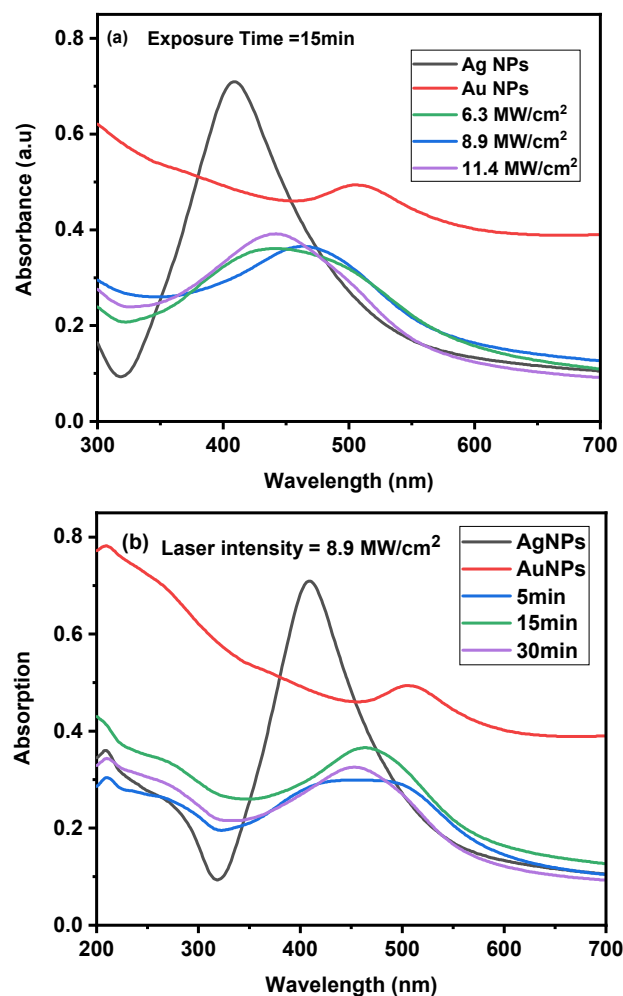 (a) Exposure Time =15min
Ag NPs
Au NPs
6.3 MW/cm²
8.9 MW/cm²
11.4 MW/cm²
Absorbance (a.u)
0.8
0.6
0.4
0.2
0.0
300 400 500 600 700
Wavelength (nm)
(b) Laser intensity = 8.9 MW/cm²
AgNPs
AuNPs
5min
15min
30min
Absorption
0.8
0.6
0.4
0.2
0.0
200 300 400 500 600 700
Wavelength (nm)